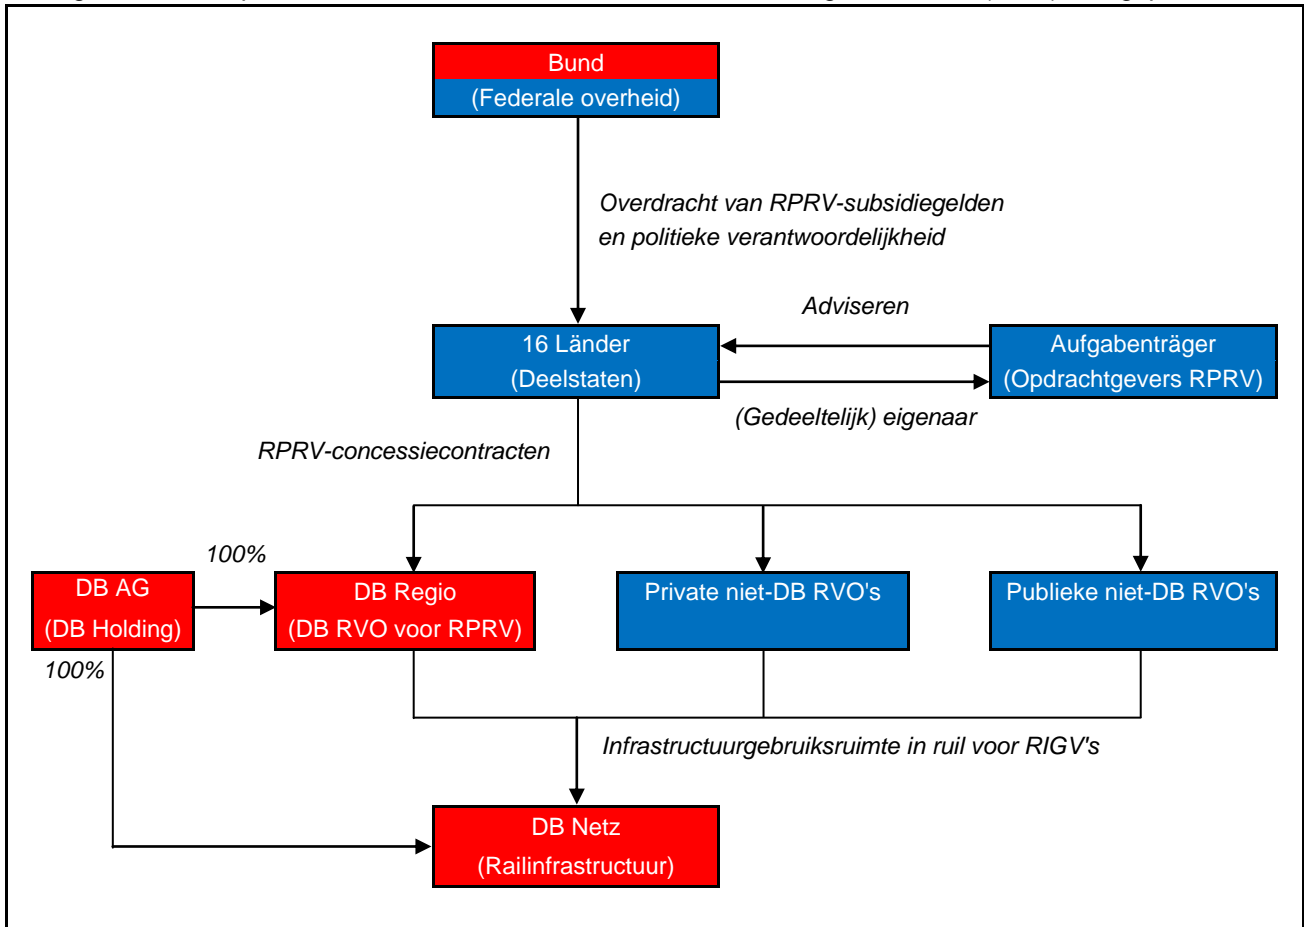 Bund
(Federale overheid)
Overdracht van RPRV-subsidiegelden
en politieke verantwoordelijkheid
Adviseren
16 Länder
(Deelstaten)
Aufgabenträger
(Opdrachtgevers RPRV)
(Gedeeltelijk) eigenaar
RPRV-concessiecontracten
100%
DB AG
(DB Holding)
DB Regio
(DB RVO voor RPRV)
Private niet-DB RVO's
Publieke niet-DB RVO's
100%
Infrastructuurgebruiksruimte in ruil voor RIGV's
DB Netz
(Railinfrastructuur)